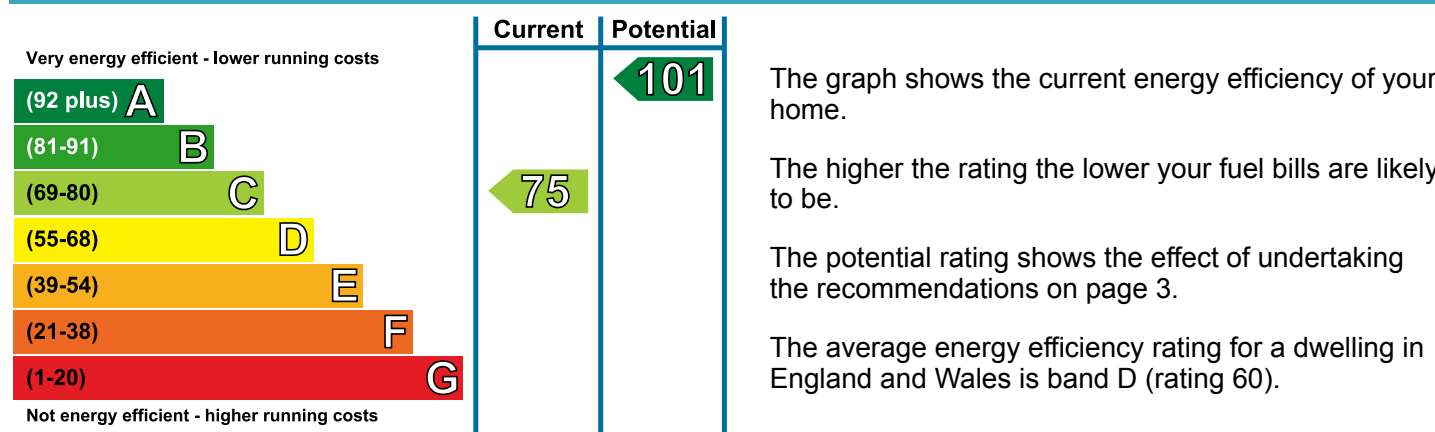 Current Potential
Very energy efficient - lower running costs
(92 plus) A
101
(81-91) B
(69-80) C
75
(55-68) D
(39-54) E
(21-38) F
(1-20) G
Not energy efficient - higher running costs
The graph shows the current energy efficiency of your
home.
The higher the rating the lower your fuel bills are likely
to be.
The potential rating shows the effect of undertaking
the recommendations on page 3.
The average energy efficiency rating for a dwelling in
England and Wales is band D (rating 60).